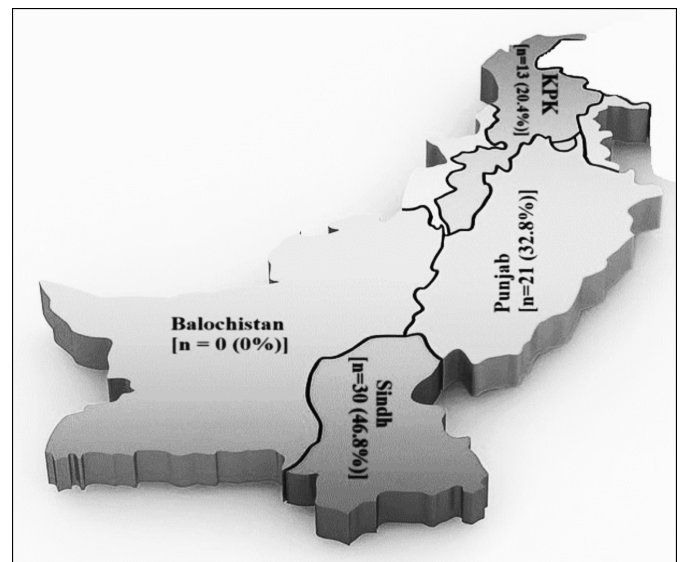 KPK
[n=13 (20.4%)]
Punjab
[n=21 (32.8%)]
Balochistan
[n = 0 (0%)]
Sindh
[n=30 (46.8%)]